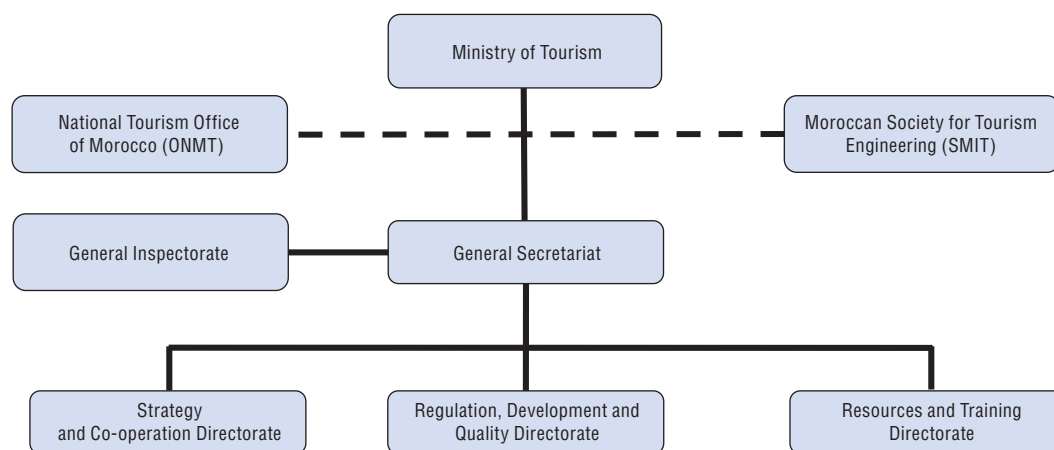 Ministry of Tourism
National Tourism Office
of Morocco (ONMT)
Moroccan Society for Tourism
Engineering (SMIT)
General Inspectorate
General Secretariat
Strategy
and Co-operation Directorate
Regulation, Development and
Quality Directorate
Resources and Training
Directorate